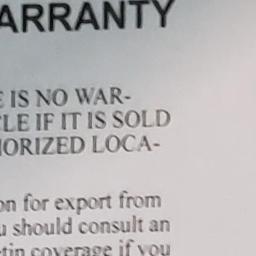 ARRANTY
E IS NO WAR-
CLE IF IT IS SOLD
HORIZED LOCA-
on for export from
u should consult an
tin coverage if you